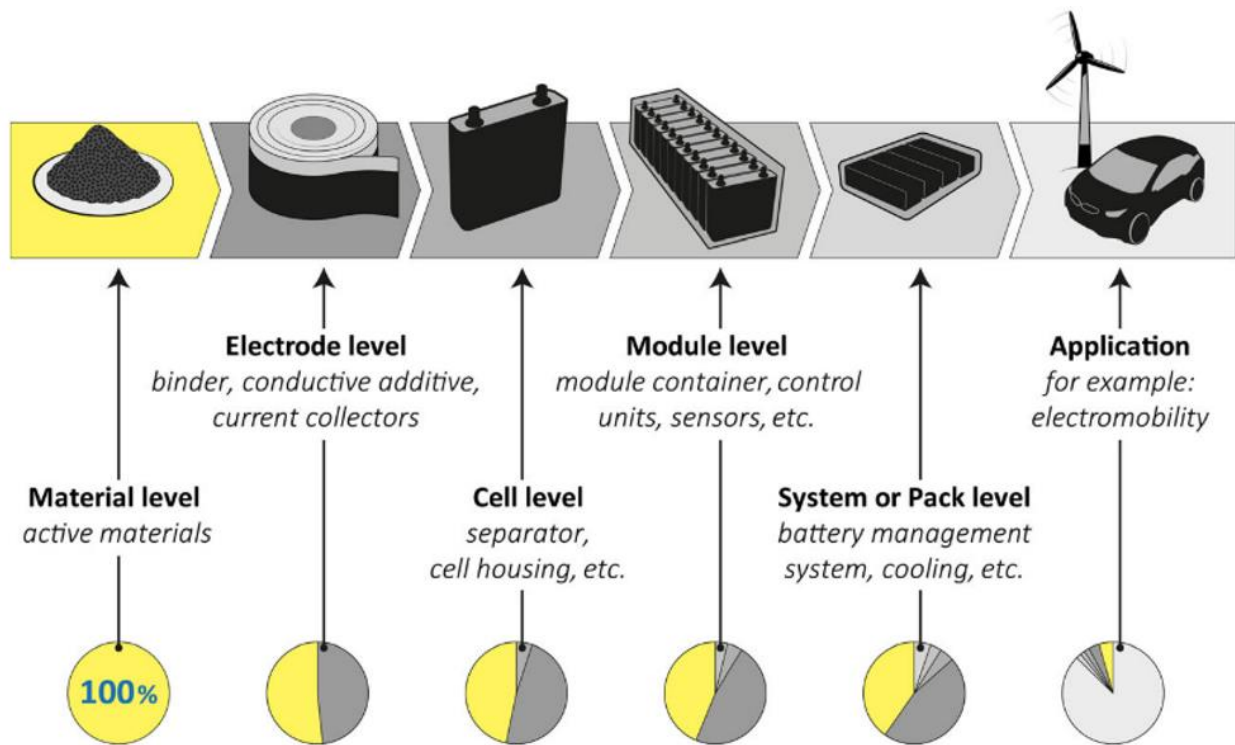 Electrode level
binder, conductive additive,
current collectors
Module level
module container, control
units, sensors, etc.
Application
for example:
electromobility
Material level
active materials
Cell level
separator,
cell housing, etc.
System or Pack level
battery management
system, cooling, etc.
100%